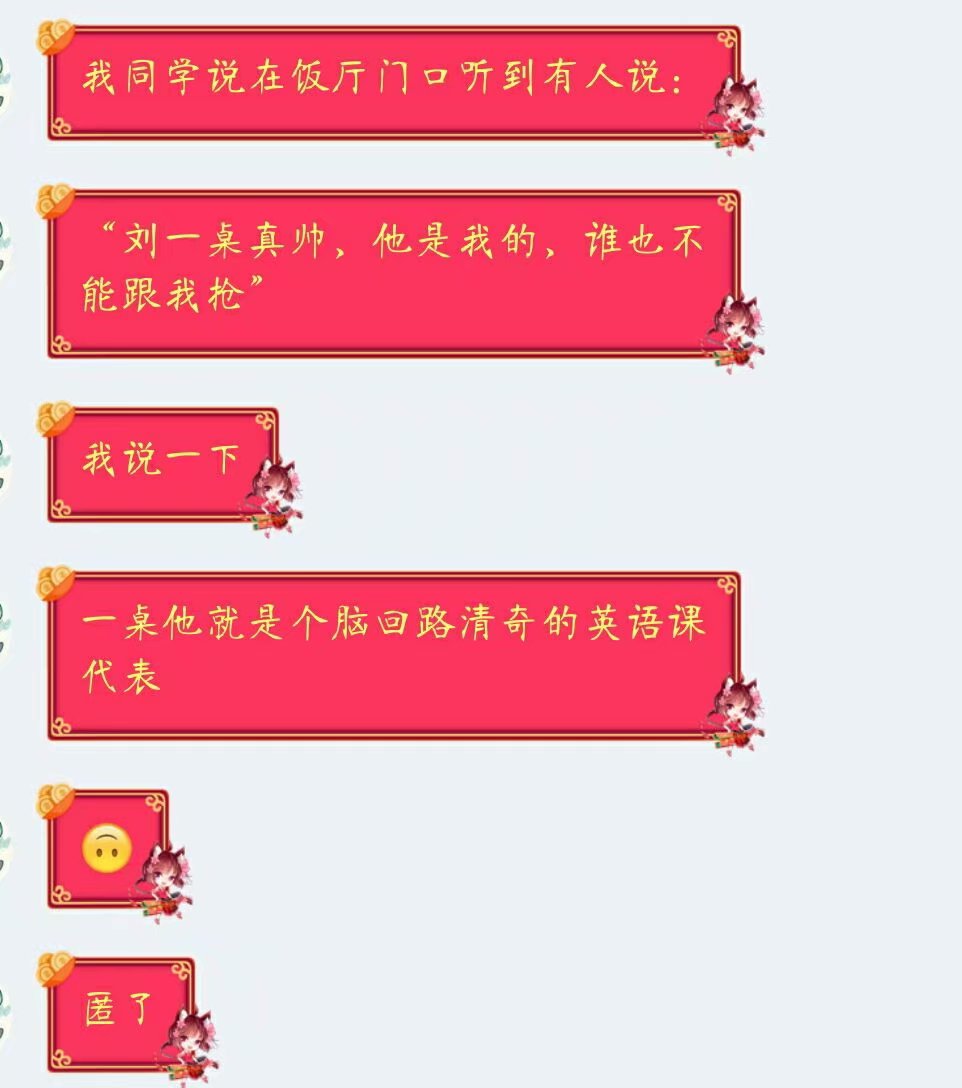 我同学说在饭厅门口听到有人说：
“刘一桌真帅，他是我的，谁也不
能跟我抢”
我说一下
一桌他就是个脑回路清奇的英语课
代表
🙃
匿了